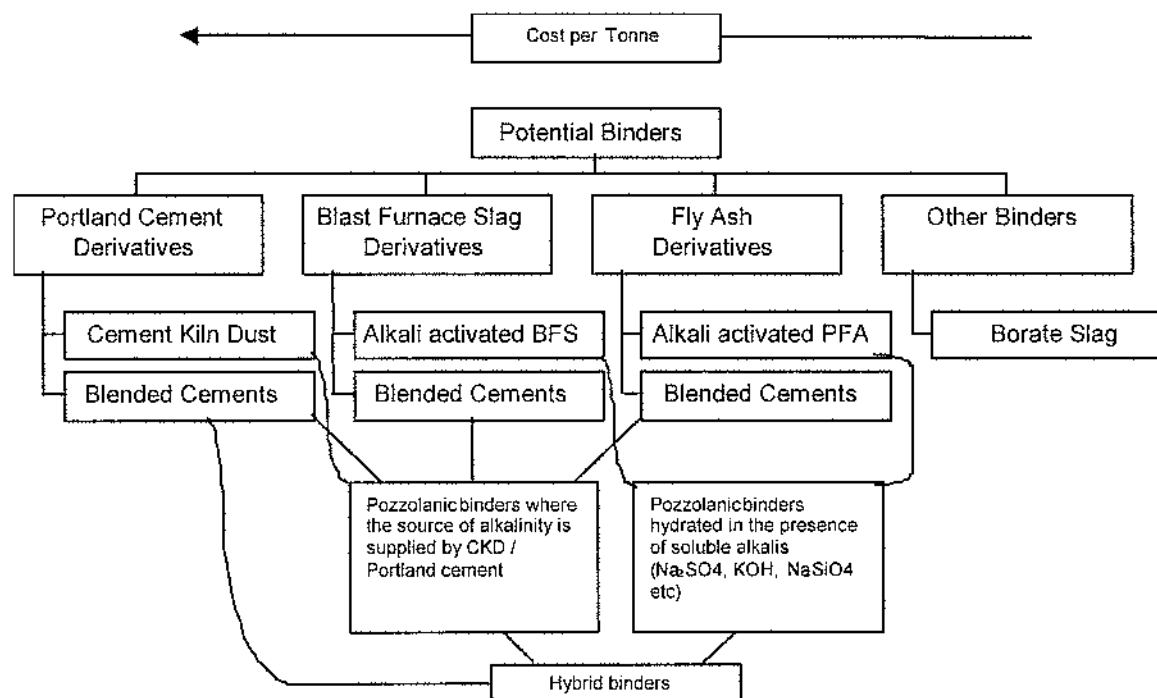 Cost per Tonne
Potential Binders
Portland Cement
Derivatives
Blast Furnace Slag
Derivatives
Fly Ash
Derivatives
Other Binders
Cement Kiln Dust
Alkali activated BFS
Alkali activated PFA
Borate Slag
Blended Cements
Blended Cements
Blended Cements
Pozzolanicbinders where
the source of alkalinity is
supplied by CKD /
Portland cement
Pozzolanicbinders
hydrated in the presence
of soluble alkalis
(Na₂SO4, KOH, NaSiO4
etc)
Hybrid binders